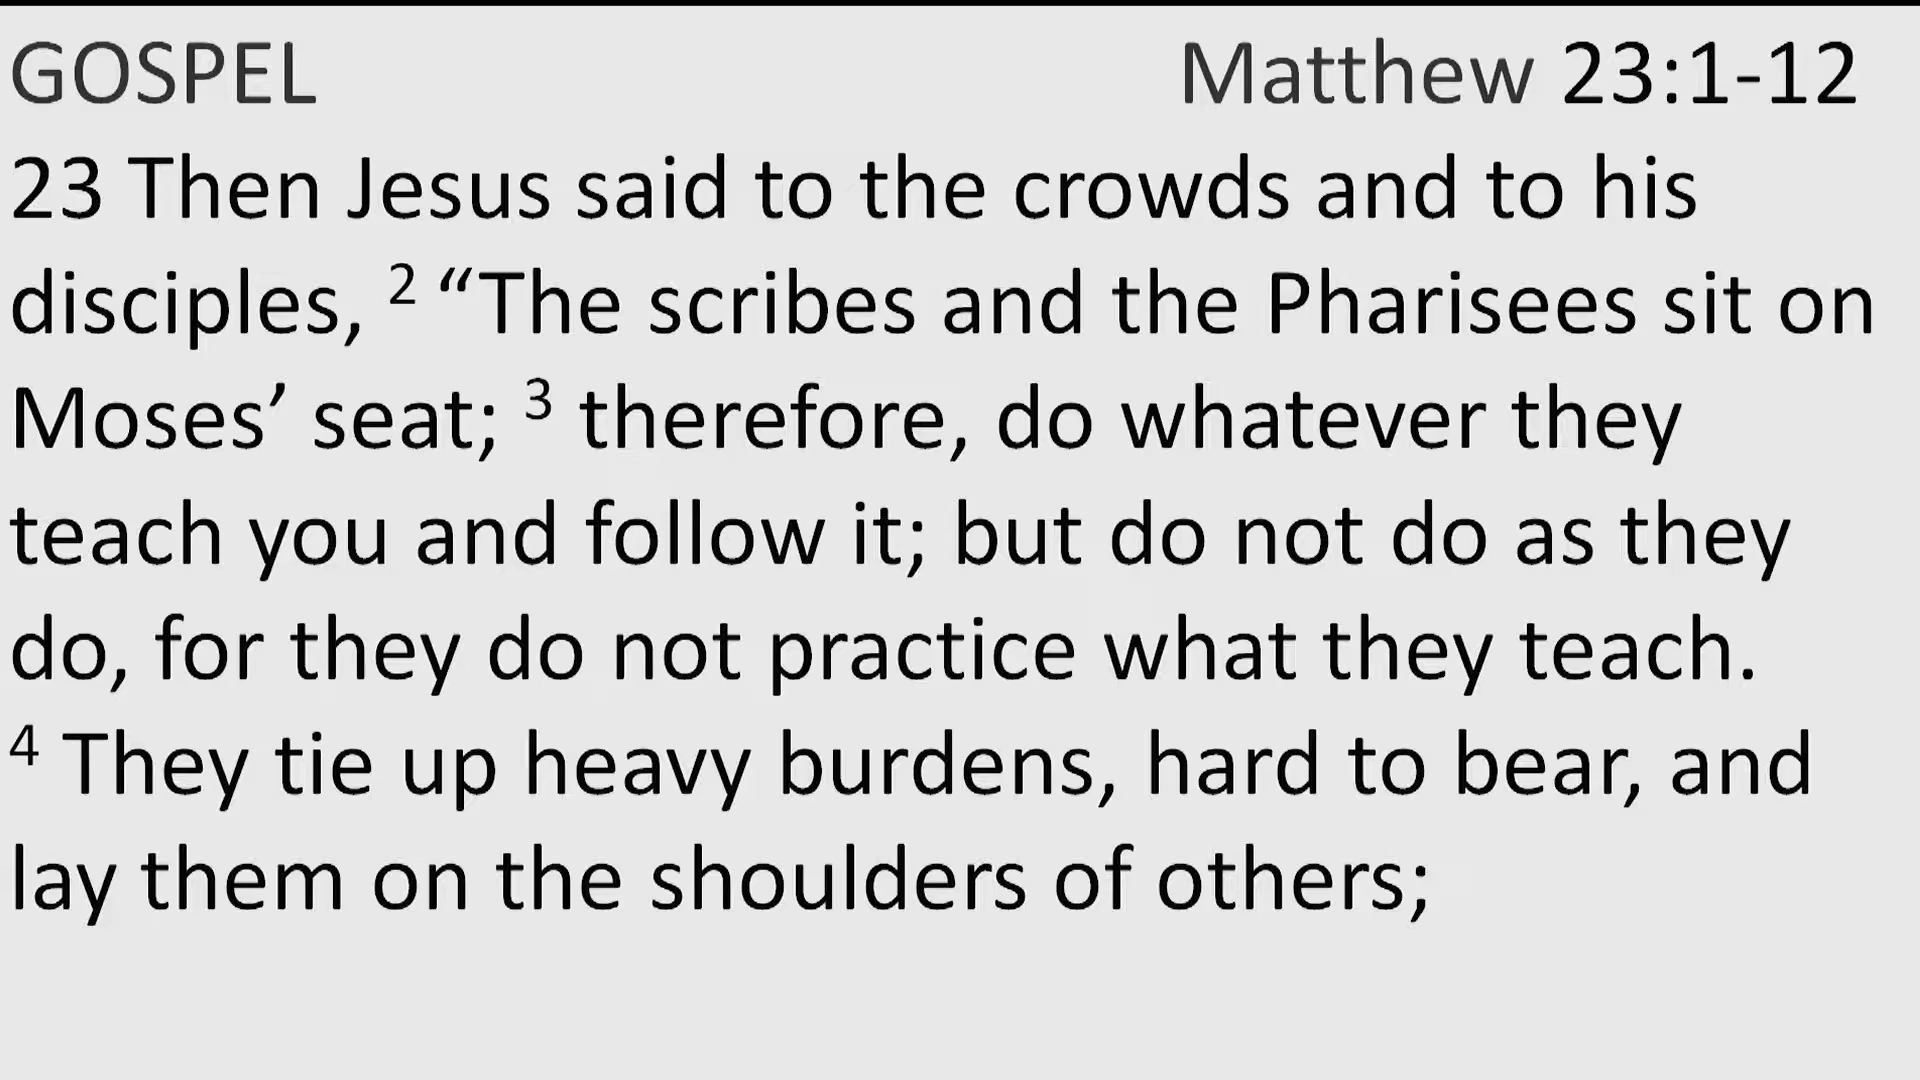 GOSPEL Matthew 23:1-12
23 Then Jesus said to the crowds and to his
disciples, 2 “The scribes and the Pharisees sit on
Moses’ seat; 3 therefore, do whatever they
teach you and follow it; but do not do as they
do, for they do not practice what they teach.
4 They tie up heavy burdens, hard to bear, and
lay them on the shoulders of others;